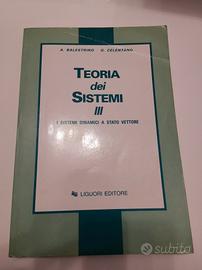 A. BALESTRINO G. CELENTANO
TEORIA
dei
SISTEMI
III
I SISTEMI DINAMICI A STATO VETTORE
LIGUORI EDITORE
subito